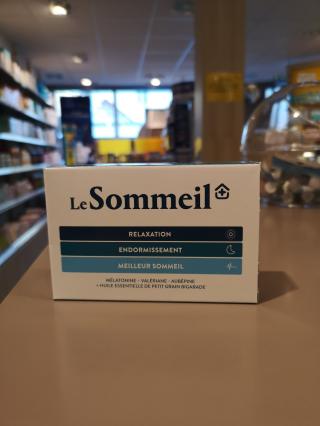 Le Sommeil
RELAXATION
ENDORMISSEMENT
MEILLEUR SOMMEIL
MÉLATONINE - VALÉRIANE - AUBÉPINE
+ HUILE ESSENTIELLE DE PETIT GRAIN BIGARADE